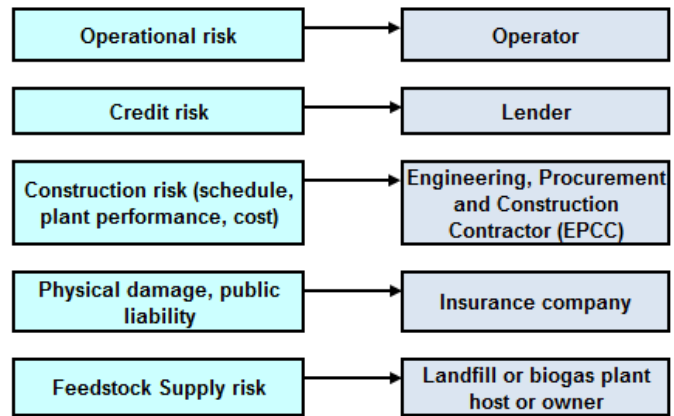 Operational risk
Operator
Credit risk
Lender
Construction risk (schedule,
plant performance, cost)
Engineering, Procurement
and Construction
Contractor (EPCC)
Physical damage, public
liability
Insurance company
Feedstock Supply risk
Landfill or biogas plant
host or owner